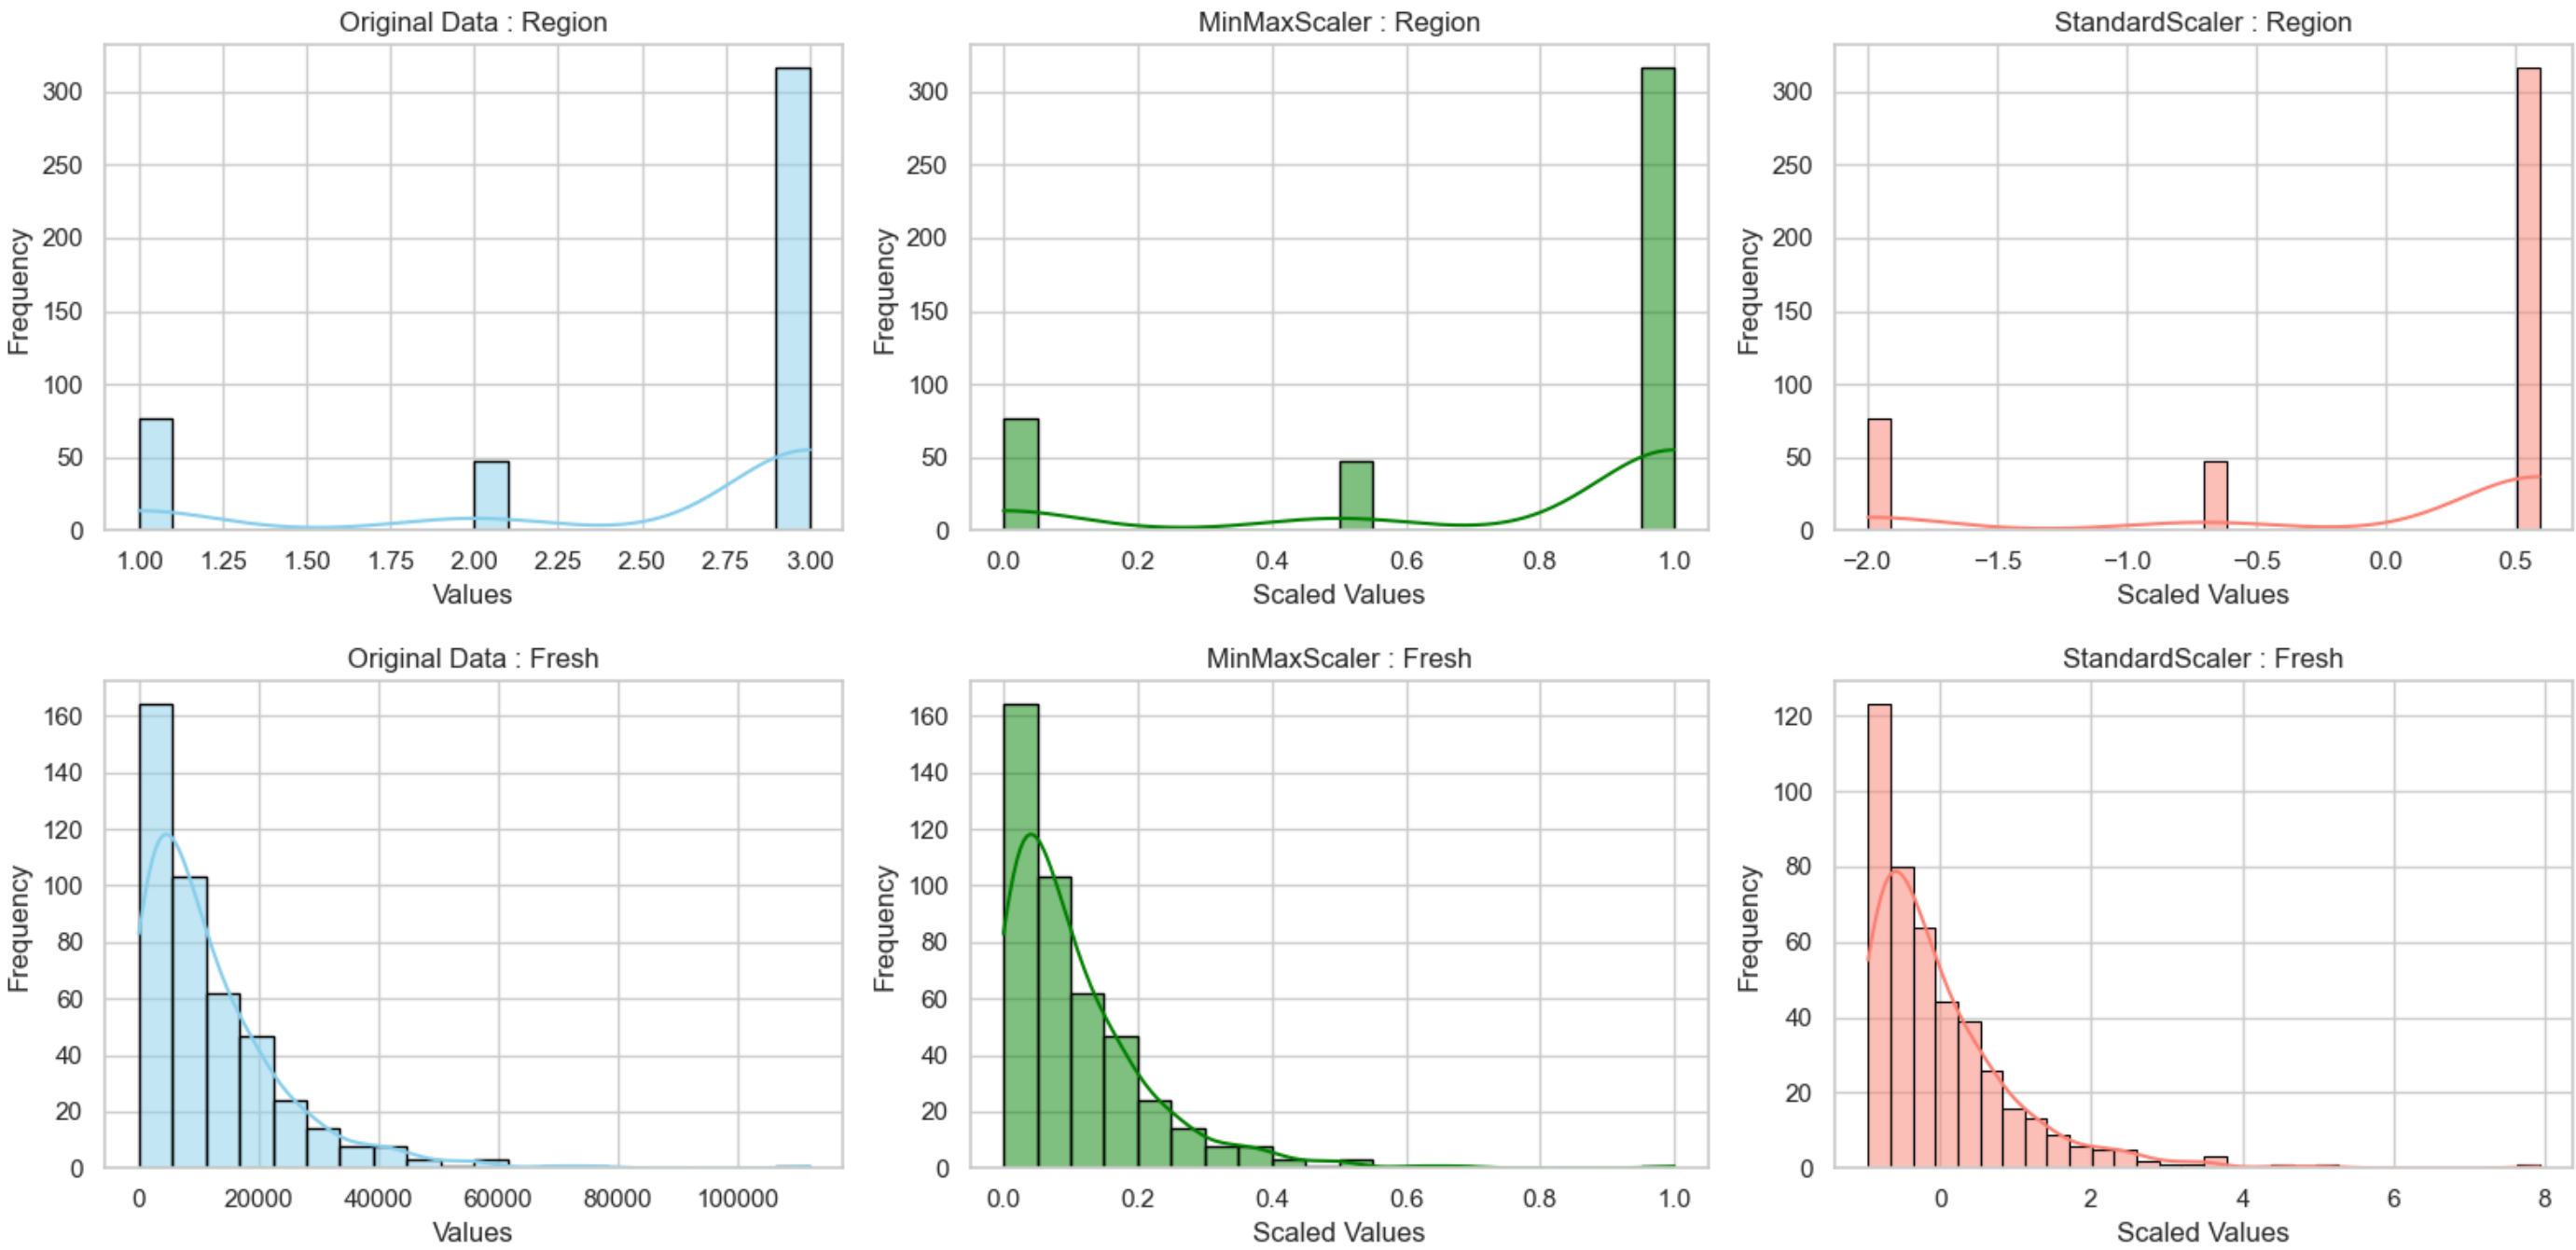 Original Data : Region
300
250
200
150
100
50
0
Frequency
1.00 1.25 1.50 1.75 2.00 2.25 2.50 2.75 3.00
Values
MinMaxScaler : Region
300
250
200
150
100
50
0
Frequency
0.0 0.2 0.4 0.6 0.8 1.0
Scaled Values
StandardScaler : Region
300
250
200
150
100
50
0
Frequency
−2.0 −1.5 −1.0 −0.5 0.0 0.5
Scaled Values
Original Data : Fresh
160
140
120
100
80
60
40
20
0
Frequency
0 20000 40000 60000 80000 100000
Values
MinMaxScaler : Fresh
160
140
120
100
80
60
40
20
0
Frequency
0.0 0.2 0.4 0.6 0.8 1.0
Scaled Values
StandardScaler : Fresh
120
100
80
60
40
20
0
Frequency
0 2 4 6 8
Scaled Values